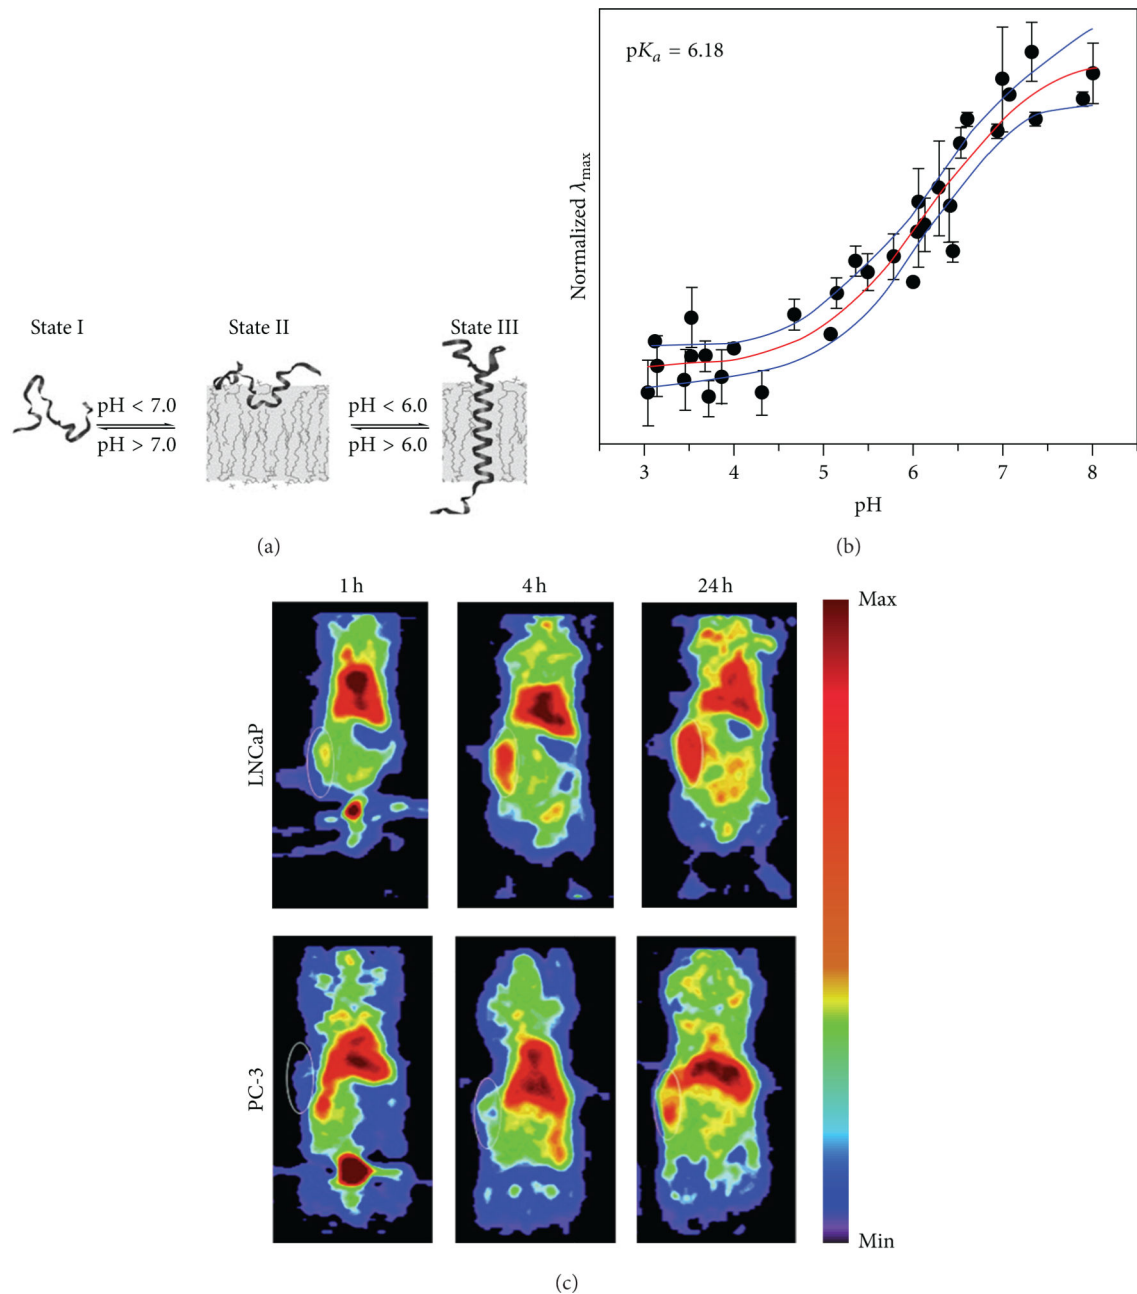 State I
State II
State III
pH < 7.0
pH > 7.0
pH < 6.0
pH > 6.0
(a)
pKₐ = 6.18
Normalized λmax
3 4 5 6 7 8
pH
(b)
1 h 4 h 24 h
LNCaP
PC-3
Max
Min
(c)